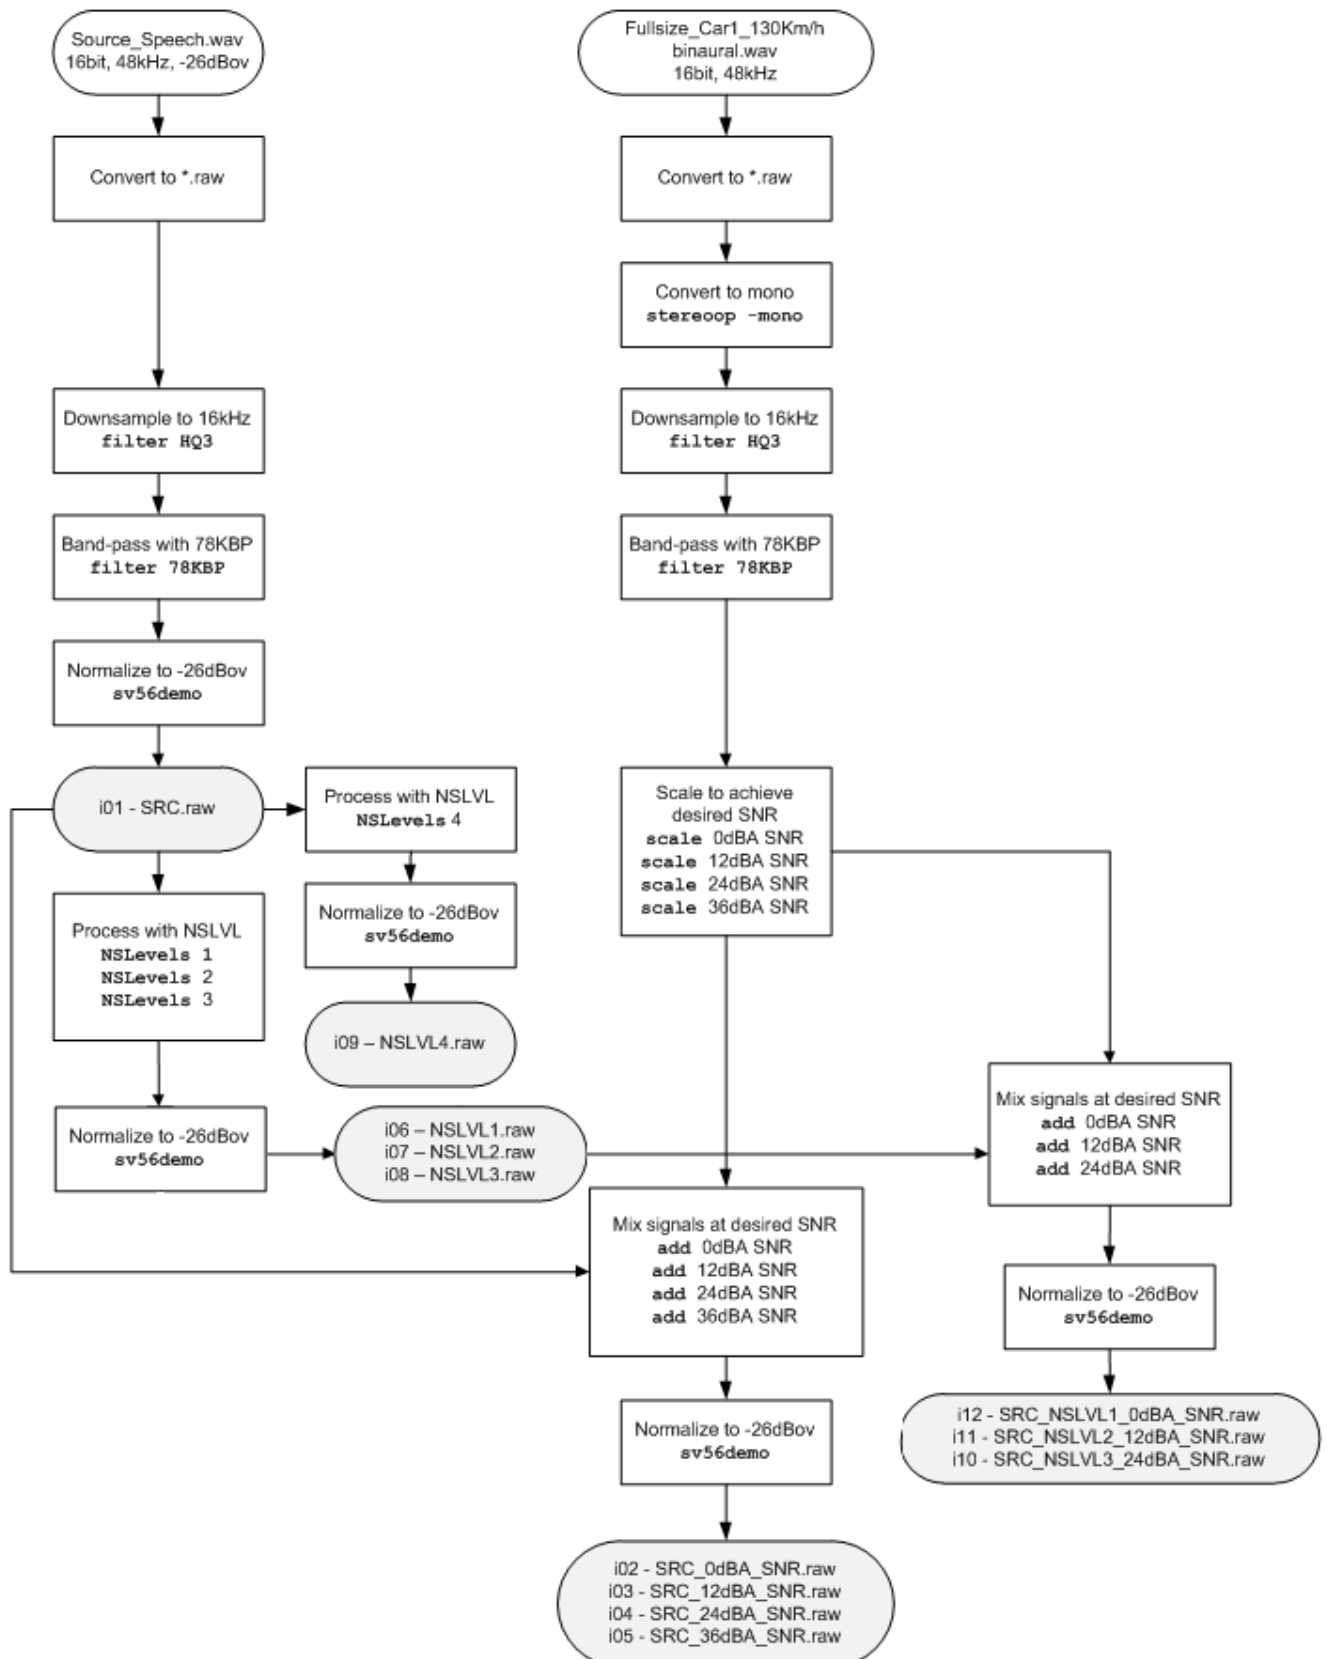 Source_Speech.wav
16bit, 48kHz, -26dBov
Fullsize_Car1_130Km/h
binaural.wav
16bit, 48kHz
Convert to *.raw
Convert to *.raw
Convert to mono
stereoop -mono
Downsample to 16kHz
filter HQ3
Downsample to 16kHz
filter HQ3
Band-pass with 78KBP
filter 78KBP
Band-pass with 78KBP
filter 78KBP
Normalize to -26dBov
sv56demo
i01 - SRC.raw
Process with NSLVL
NSLevels 4
Scale to achieve
desired SNR
scale 0dBA SNR
scale 12dBA SNR
scale 24dBA SNR
scale 36dBA SNR
Process with NSLVL
NSLevels 1
NSLevels 2
NSLevels 3
Normalize to -26dBov
sv56demo
i09 – NSLVL4.raw
Normalize to -26dBov
sv56demo
i06 – NSLVL1.raw
i07 – NSLVL2.raw
i08 – NSLVL3.raw
Mix signals at desired SNR
add 0dBA SNR
add 12dBA SNR
add 24dBA SNR
Mix signals at desired SNR
add 0dBA SNR
add 12dBA SNR
add 24dBA SNR
add 36dBA SNR
Normalize to -26dBov
sv56demo
i12 - SRC_NSLVL1_0dBA_SNR.raw
i11 - SRC_NSLVL2_12dBA_SNR.raw
i10 - SRC_NSLVL3_24dBA_SNR.raw
Normalize to -26dBov
sv56demo
i02 - SRC_0dBA_SNR.raw
i03 - SRC_12dBA_SNR.raw
i04 - SRC_24dBA_SNR.raw
i05 - SRC_36dBA_SNR.raw